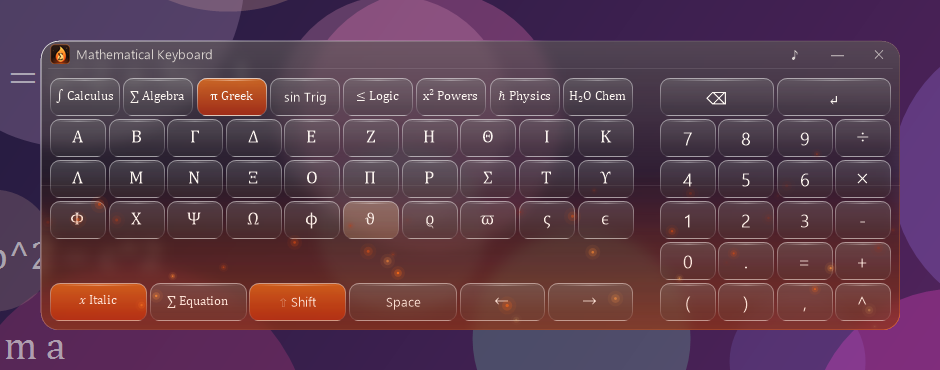 =
Mathematical Keyboard ♪ — ×
∫ Calculus ∑ Algebra π Greek sin Trig ≤ Logic x² Powers ℏ Physics H₂O Chem ⌫ ↵
Α Β Γ Δ Ε Ζ Η Θ Ι Κ 7 8 9 ÷
Λ Μ Ν Ξ Ο Π Ρ Σ Τ ϒ 4 5 6 ×
Φ Χ Ψ Ω ϕ ϑ ϱ ϖ ς ϵ 1 2 3 -
^2
0 . = +
x Italic ∑ Equation ⇧ Shift Space ← → ( ) , ^
ma